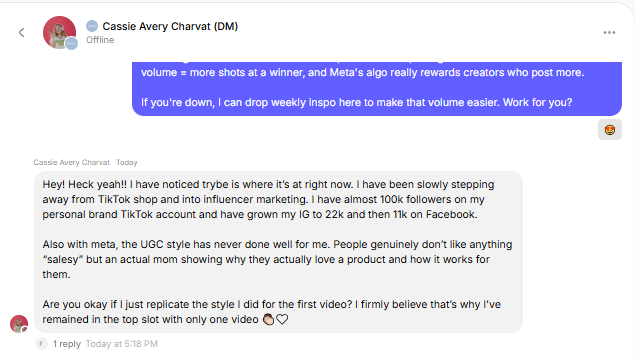 Cassie Avery Charvat (DM)
Offline
volume = more shots at a winner, and Meta's algo really rewards creators who post more.
If you're down, I can drop weekly inspo here to make that volume easier. Work for you?
Cassie Avery Charvat Today
Hey! Heck yeah!! I have noticed trybe is where it's at right now. I have been slowly stepping
away from TikTok shop and into influencer marketing. I have almost 100k followers on my
personal brand TikTok account and have grown my IG to 22k and then 11k on Facebook.
Also with meta, the UGC style has never done well for me. People genuinely don't like anything
“salesy” but an actual mom showing why they actually love a product and how it works for
them.
Are you okay if I just replicate the style I did for the first video? I firmly believe that's why I've
remained in the top slot with only one video 👏🏻🤍
F 1 reply Today at 5:18 PM